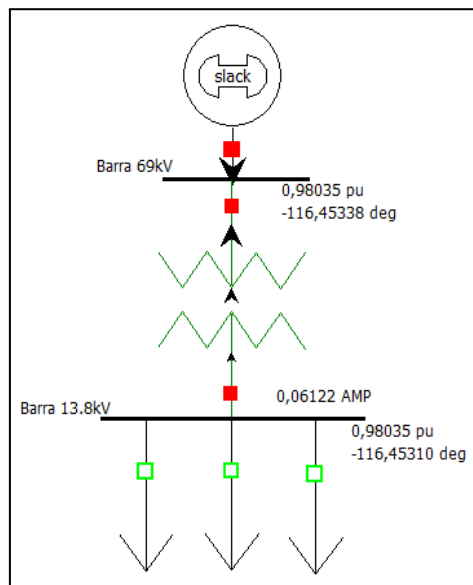 slack
Barra 69kV
0,98035 pu
-116,45338 deg
0,06122 AMP
Barra 13.8kV
0,98035 pu
-116,45310 deg